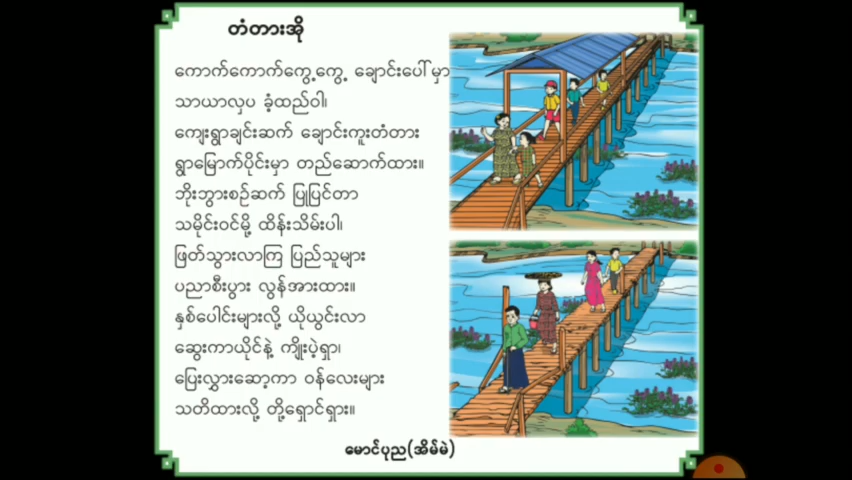 တံတားအို
ကောက်ကောက်ကွေ့ကွေ့ ချောင်းပေါ်မှာ
သာယာလှပ ခံ့ထည်ဝါ၊
ကျေးရွာချင်းဆက် ချောင်းကူးတံတား
ရွာမြောက်ပိုင်းမှာ တည်ဆောက်ထား။
ဘိုးဘွားစဉ်ဆက် ပြုပြင်တာ
သမိုင်းဝင်မို့ ထိန်းသိမ်းပါ၊
ဖြတ်သွားလာကြ ပြည်သူများ
ပညာစီးပွား လွန်အားထား။
နှစ်ပေါင်းများလို့ ယိုယွင်းလာ
ဆွေးကာယိုင်နဲ့ ကျိုးပဲ့ရှာ၊
ပြေးလွှားဆော့ကာ ဝန်လေးများ
သတိထားလို့ တို့ရှောင်ရှား။
မောင်ပုည(အိမ်မဲ)